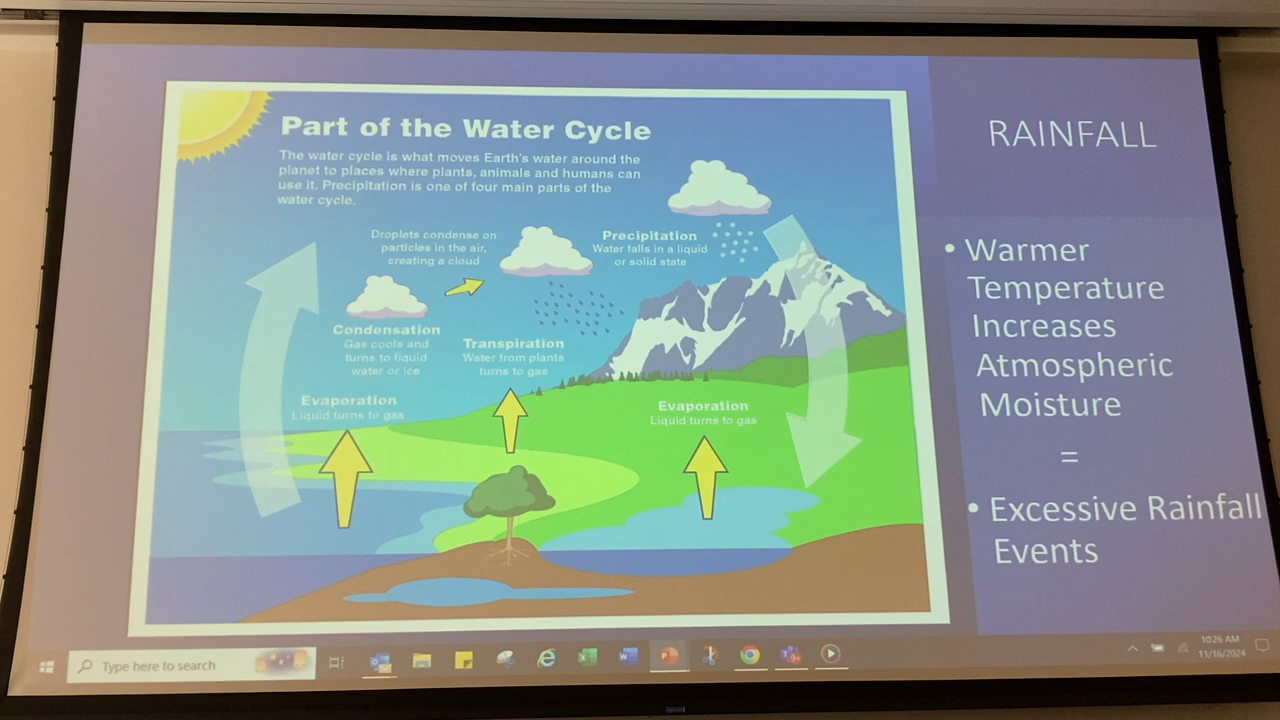 Part of the Water Cycle
The water cycle is what moves Earth's water around the
planet to places where plants, animals and humans can
use it. Precipitation is one of four main parts of the
water cycle.
Droplets condense on
particles in the air,
creating a cloud
Precipitation
Water falls in a liquid
or solid state
Condensation
Gas cools and
turns to liquid
water or ice
Transpiration
Water from plants
turns to gas
Evaporation
Liquid turns to gas
Evaporation
Liquid turns to gas
RAINFALL
• Warmer
Temperature
Increases
Atmospheric
Moisture
=
• Excessive Rainfall
Events
Type here to search
10:26 AM
11/16/2024